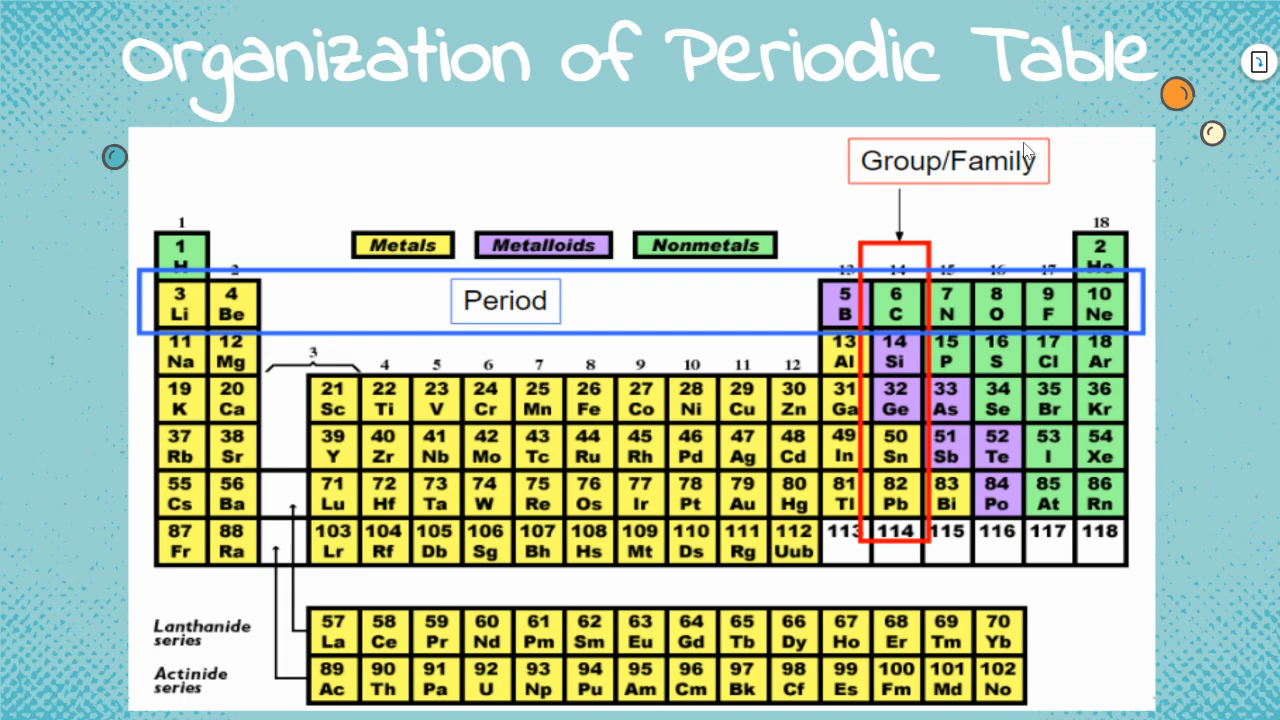 Organization of Periodic Table
Group/Family
1 18
Metals Metalloids Nonmetals
1 2
H He
2 13 14 15 16 17
Period
3 4 5 6 7 8 9 10
Li Be B C N O F Ne
11 12 13 14 15 16 17 18
Na Mg Al Si P S Cl Ar
3 4 5 6 7 8 9 10 11 12
19 20 21 22 23 24 25 26 27 28 29 30 31 32 33 34 35 36
K Ca Sc Ti V Cr Mn Fe Co Ni Cu Zn Ga Ge As Se Br Kr
37 38 39 40 41 42 43 44 45 46 47 48 49 50 51 52 53 54
Rb Sr Y Zr Nb Mo Tc Ru Rh Pd Ag Cd In Sn Sb Te I Xe
55 56 71 72 73 74 75 76 77 78 79 80 81 82 83 84 85 86
Cs Ba Lu Hf Ta W Re Os Ir Pt Au Hg Tl Pb Bi Po At Rn
87 88 103 104 105 106 107 108 109 110 111 112 113 114 115 116 117 118
Fr Ra Lr Rf Db Sg Bh Hs Mt Ds Rg Uub
Lanthanide
series
57 58 59 60 61 62 63 64 65 66 67 68 69 70
La Ce Pr Nd Pm Sm Eu Gd Tb Dy Ho Er Tm Yb
Actinide
series
89 90 91 92 93 94 95 96 97 98 99 100 101 102
Ac Th Pa U Np Pu Am Cm Bk Cf Es Fm Md No